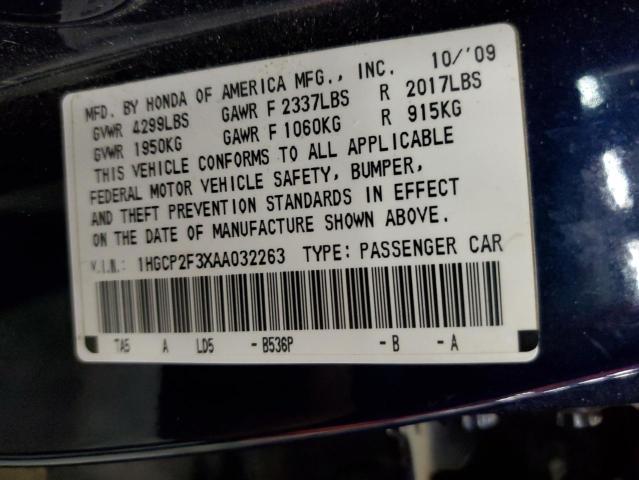 MFD. BY HONDA OF AMERICA MFG., INC. 10/'09
GVWR 4299LBS GAWR F 2337LBS R 2017LBS
GVWR 1950KG GAWR F 1060KG R 915KG
THIS VEHICLE CONFORMS TO ALL APPLICABLE
FEDERAL MOTOR VEHICLE SAFETY, BUMPER,
AND THEFT PREVENTION STANDARDS IN EFFECT
ON THE DATE OF MANUFACTURE SHOWN ABOVE.
V.I.N.: 1HGCP2F3XAA032263 TYPE: PASSENGER CAR
TA5 A LD5 - B536P - B - A